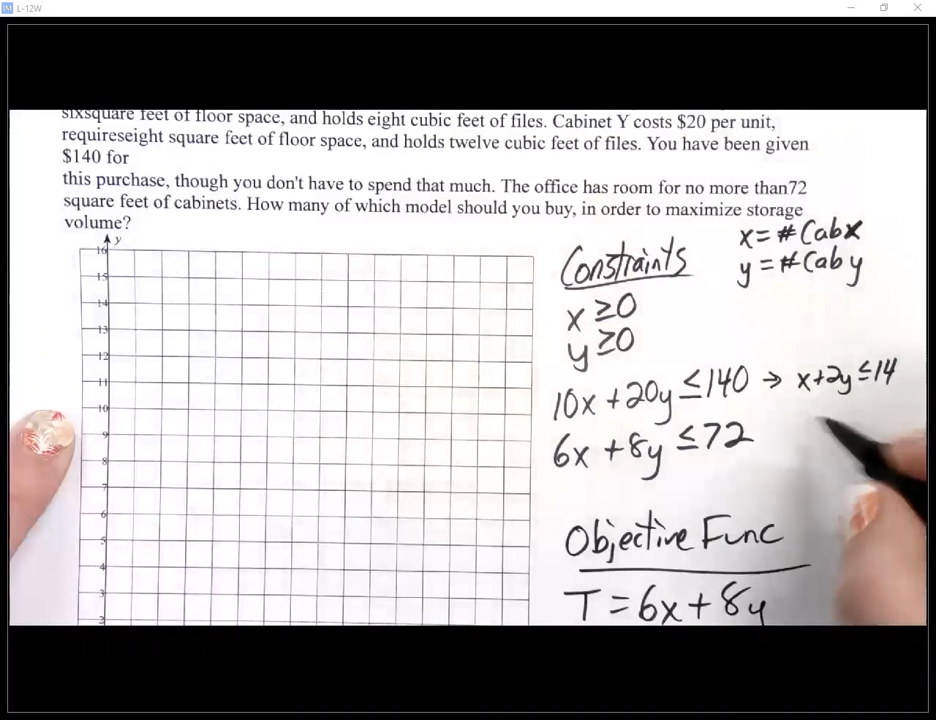 L-12W
sixsquare feet of floor space, and holds eight cubic feet of files. Cabinet Y costs $20 per unit,
requireseight square feet of floor space, and holds twelve cubic feet of files. You have been given
$140 for
this purchase, though you don't have to spend that much. The office has room for no more than72
square feet of cabinets. How many of which model should you buy, in order to maximize storage
volume?
x = # Cab x
y = # Cab y
Constraints
x ≥ 0
y ≥ 0
10x + 20y ≤ 140 → x + 2y ≤ 14
6x + 8y ≤ 72
Objective Func
T = 6x + 8y
y
16
15
14
13
12
11
10
9
8
7
6
5
4
3
2